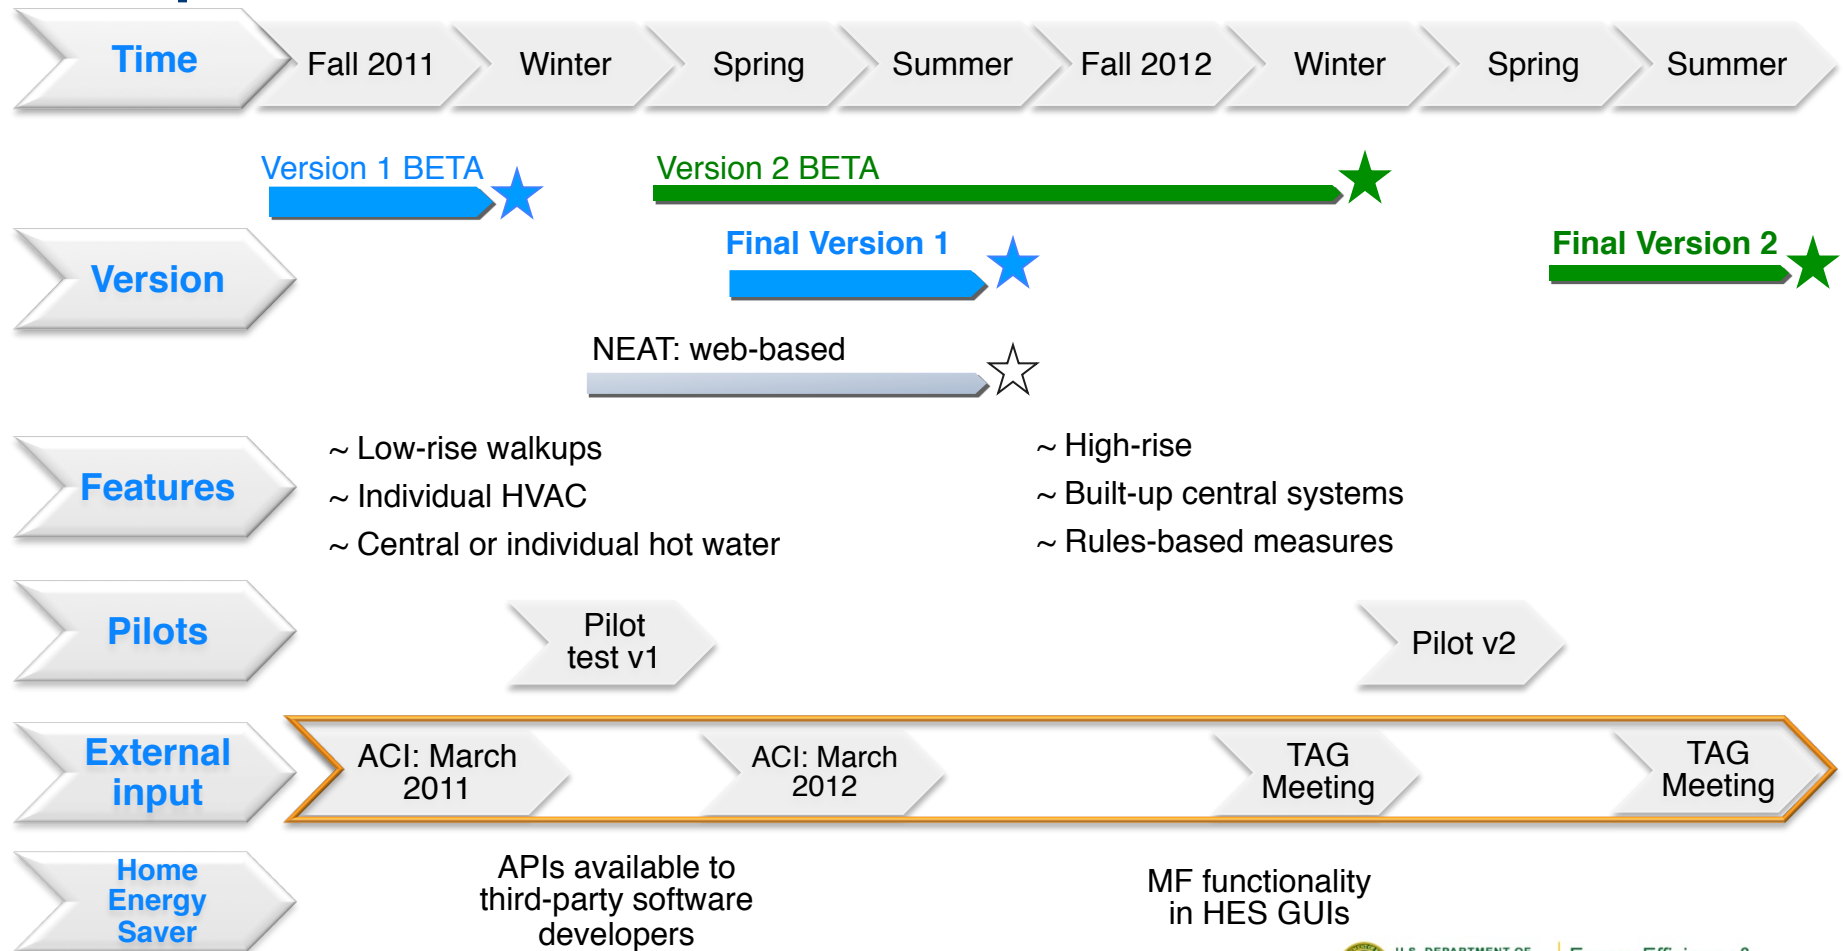 Time
Fall 2011
Winter
Spring
Summer
Fall 2012
Winter
Spring
Summer
Version 1 BETA
Version 2 BETA
Version
Final Version 1
Final Version 2
NEAT: web-based
Features
~ Low-rise walkups
~ Individual HVAC
~ Central or individual hot water
~ High-rise
~ Built-up central systems
~ Rules-based measures
Pilots
Pilot
test v1
Pilot v2
External
input
ACI: March
2011
ACI: March
2012
TAG
Meeting
TAG
Meeting
Home
Energy
Saver
APIs available to
third-party software
developers
MF functionality
in HES GUIs
U.S. DEPARTMENT OF
Energy Efficiency &